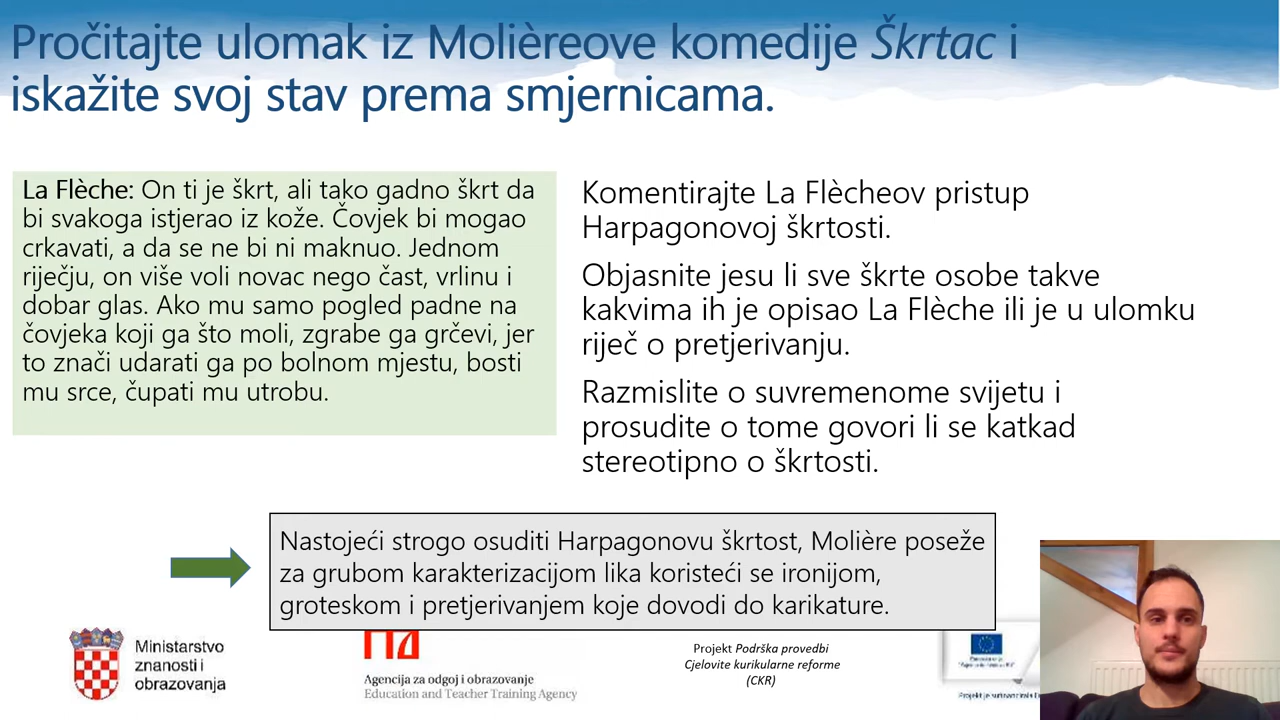 Pročitajte ulomak iz Molièreove komedije Škrtac i
iskažite svoj stav prema smjernicama.
La Flèche: On ti je škrt, ali tako gadno škrt da
bi svakoga istjerao iz kože. Čovjek bi mogao
crkavati, a da se ne bi ni maknuo. Jednom
riječju, on više voli novac nego čast, vrlinu i
dobar glas. Ako mu samo pogled padne na
čovjeka koji ga što moli, zgrabe ga grčevi, jer
to znači udarati ga po bolnom mjestu, bosti
mu srce, čupati mu utrobu.
Komentirajte La Flècheov pristup
Harpagonovoj škrtosti.
Objasnite jesu li sve škrte osobe takve
kakvima ih je opisao La Flèche ili je u ulomku
riječ o pretjerivanju.
Razmislite o suvremenome svijetu i
prosudite o tome govori li se katkad
stereotipno o škrtosti.
Nastojeći strogo osuditi Harpagonovu škrtost, Molière poseže
za grubom karakterizacijom lika koristeći se ironijom,
groteskom i pretjerivanjem koje dovodi do karikature.
Ministarstvo
znanosti i
obrazovanja
Agencija za odgoj i obrazovanje
Education and Teacher Training Agency
Projekt Podrška provedbi
Cjelovite kurikularne reforme
(CKR)
Projekt je sufinancirala